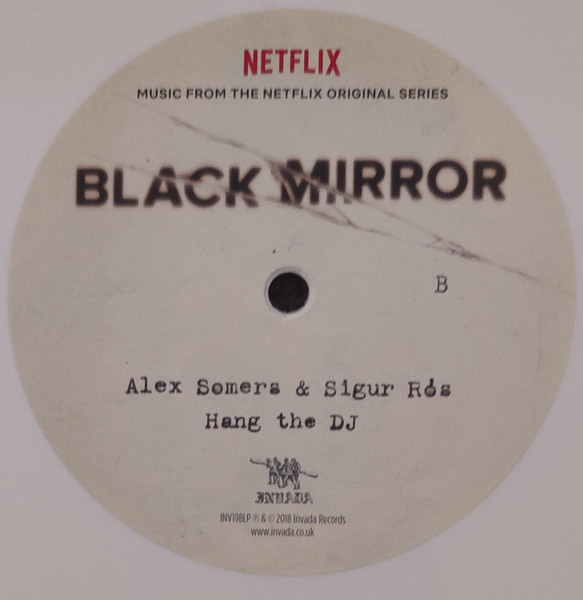 NETFLIX
MUSIC FROM THE NETFLIX ORIGINAL SERIES
BLACK MIRROR
B
Alex Somers & Sigur Rós
Hang the DJ
INVADA
INV198LP ℗ & © 2018 Invada Records
www.invada.co.uk